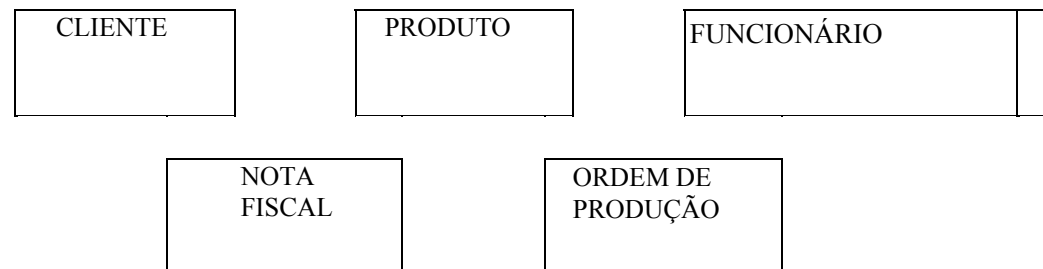 CLIENTE
PRODUTO
FUNCIONÁRIO
NOTA
FISCAL
ORDEM DE
PRODUÇÃO